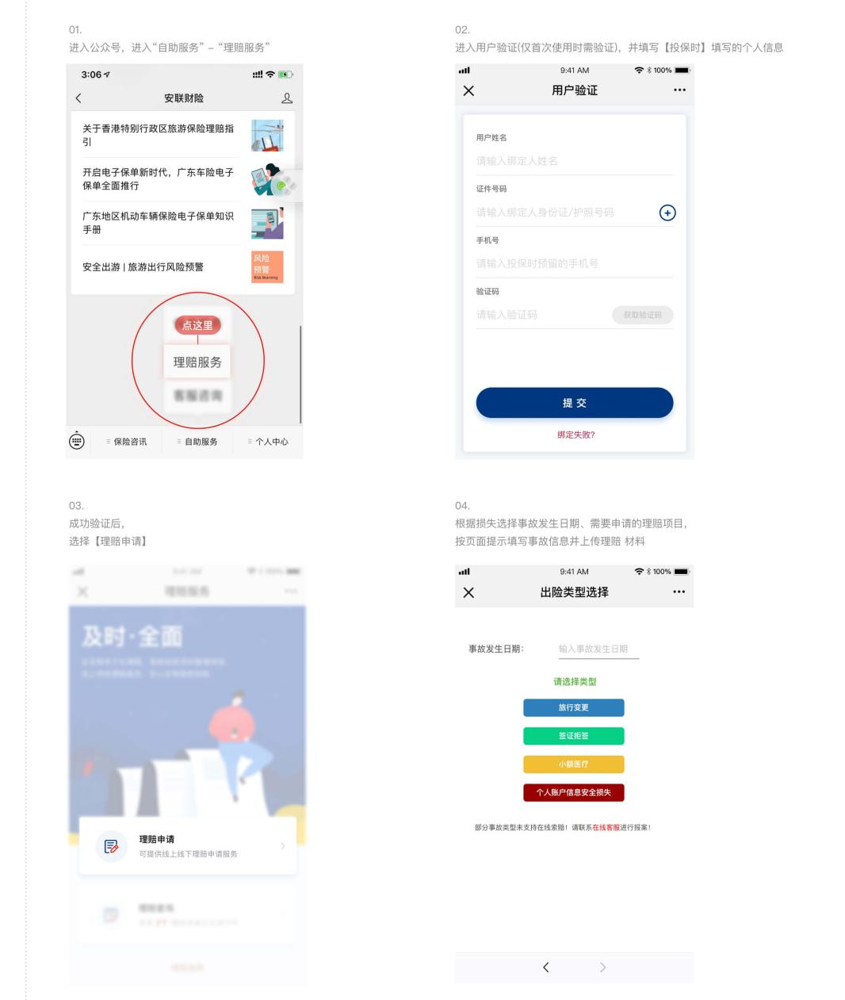 01.
进入公众号，进入“自助服务” – “理赔服务”
3:06
安联财险
关于香港特别行政区旅游保险理赔指
引
开启电子保单新时代，广东车险电子
保单全面推行
广东地区机动车辆保险电子保单知识
手册
安全出游 | 旅游出行风险预警
风险
预警
Risk Warning
点这里
理赔服务
客服咨询
保险咨讯
自助服务
个人中心
02.
进入用户验证(仅首次使用时需验证)，并填写【投保时】填写的个人信息
9:41 AM
100%
用户验证
用户姓名
请输入绑定人姓名
证件号码
请输入绑定人身份证/护照号码
手机号
请输入投保时预留的手机号
验证码
请输入验证码
获取验证码
提 交
绑定失败?
03.
成功验证后，
选择【理赔申请】
9:41 AM
100%
理赔服务
及时·全面
理赔申请
可提供线上线下理赔申请服务
理赔查询
04.
根据损失选择事故发生日期、需要申请的理赔项目，
按页面提示填写事故信息并上传理赔 材料
9:41 AM
100%
出险类型选择
事故发生日期：
输入事故发生日期
请选择类型
旅行变更
签证拒签
小额医疗
个人账户信息安全损失
部分事故类型未支持在线索赔！请联系在线客服进行报案！